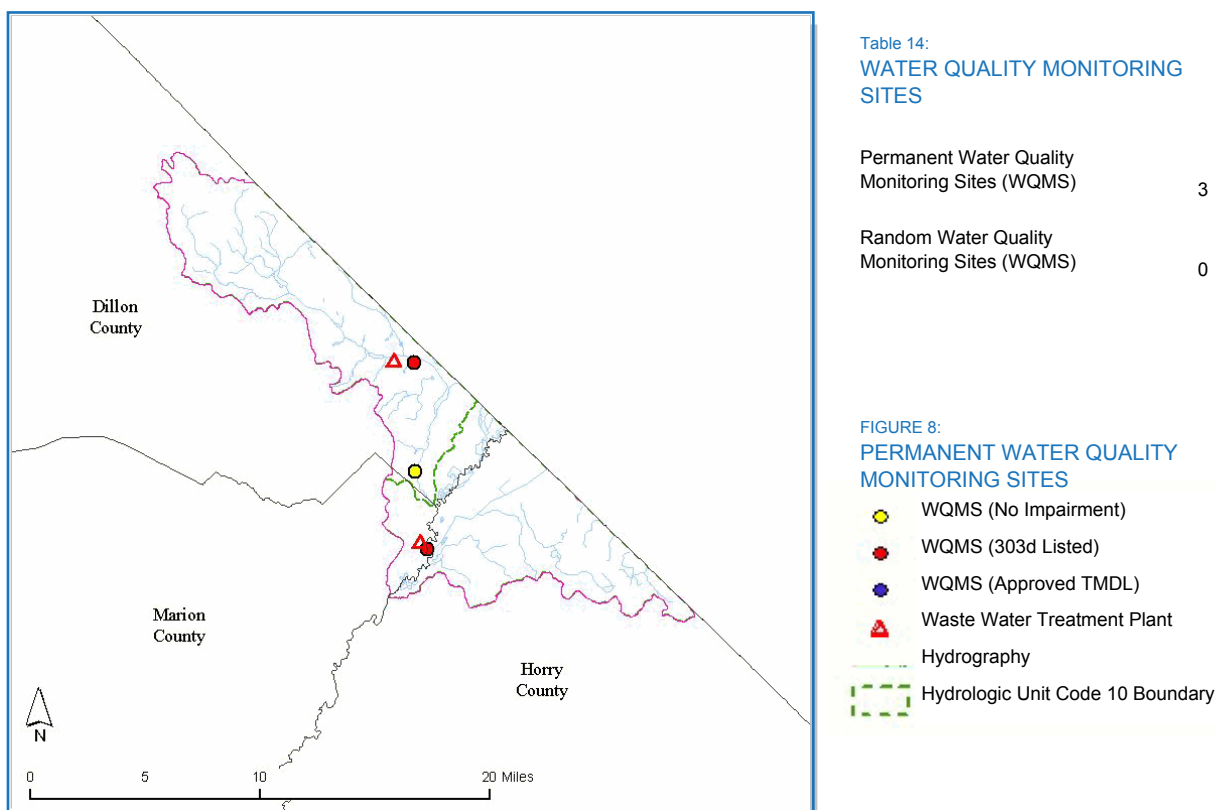 Dillon
County
Marion
County
Horry
County
N
0 5 10 20 Miles
Table 14:
WATER QUALITY MONITORING
SITES
Permanent Water Quality
Monitoring Sites (WQMS) 3
Random Water Quality
Monitoring Sites (WQMS) 0
FIGURE 8:
PERMANENT WATER QUALITY
MONITORING SITES
WQMS (No Impairment)
WQMS (303d Listed)
WQMS (Approved TMDL)
Waste Water Treatment Plant
Hydrography
Hydrologic Unit Code 10 Boundary